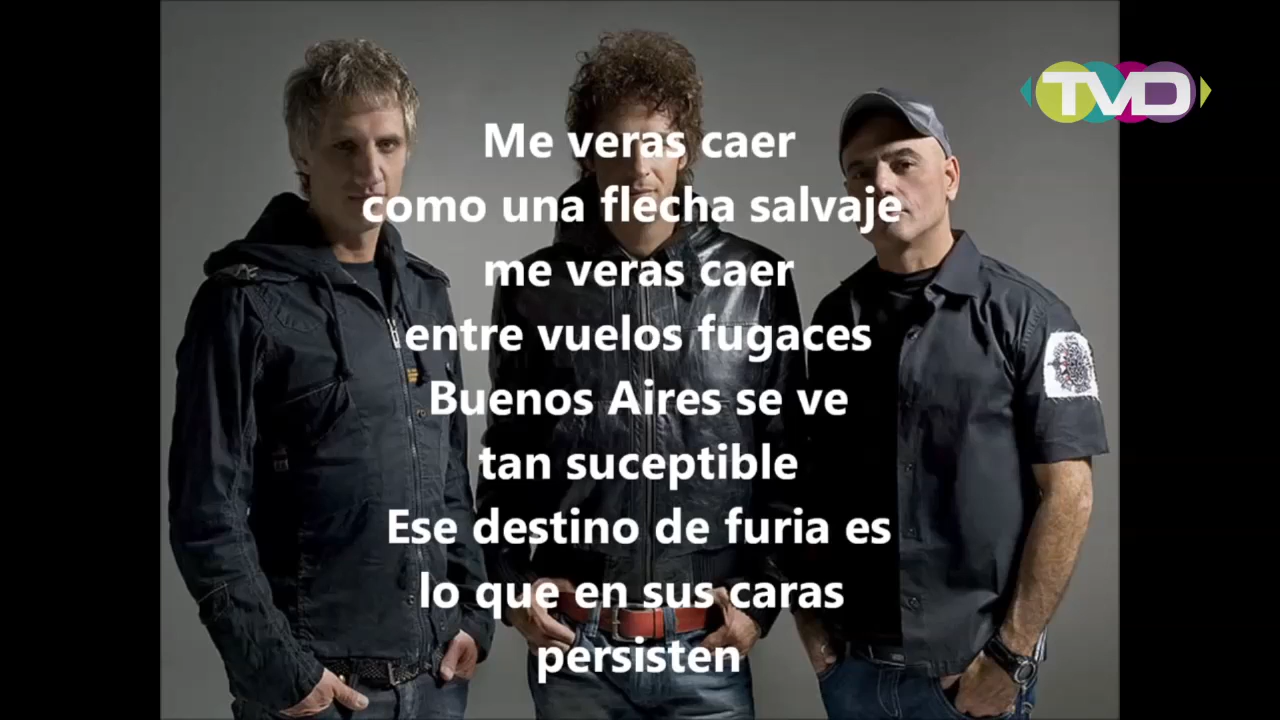 TVD
Me veras caer
como una flecha salvaje
me veras caer
entre vuelos fugaces
Buenos Aires se ve
tan suceptible
Ese destino de furia es
lo que en sus caras
persisten